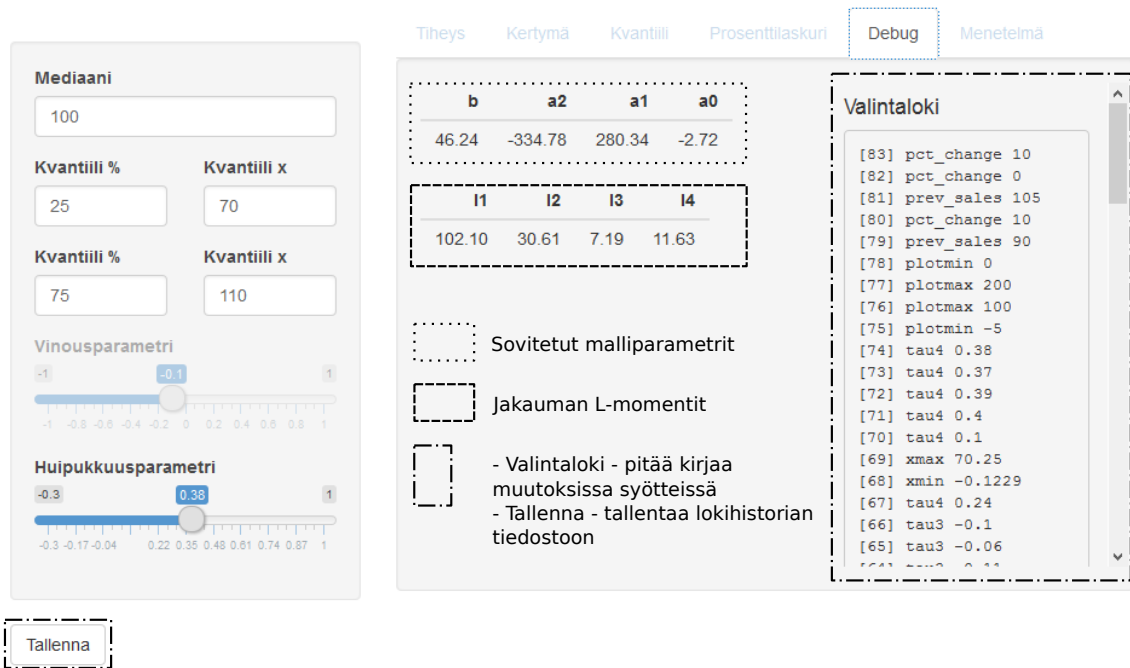 Tiheys Kertymä Kvantiili Prosenttilaskuri Debug Menetelmä
Mediaani
100
Kvantiili % Kvantiili x
25 70
Kvantiili % Kvantiili x
75 110
Vinousparametri
-1 -0.1 1
-1 -0.8 -0.6 -0.4 -0.2 0 0.2 0.4 0.6 0.8 1
Huipukkuusparametri
-0.3 0.38 1
-0.3 -0.17 -0.04 0.22 0.35 0.48 0.61 0.74 0.87 1
Tallenna
b a2 a1 a0
46.24 -334.78 280.34 -2.72
l1 l2 l3 l4
102.10 30.61 7.19 11.63
Sovitetut malliparametrit
Jakauman L-momentit
- Valintaloki - pitää kirjaa
muutoksissa syötteissä
- Tallenna - tallentaa lokihistorian
tiedostoon
Valintaloki
[83] pct_change 10
[82] pct_change 0
[81] prev_sales 105
[80] pct_change 10
[79] prev_sales 90
[78] plotmin 0
[77] plotmax 200
[76] plotmax 100
[75] plotmin -5
[74] tau4 0.38
[73] tau4 0.37
[72] tau4 0.39
[71] tau4 0.4
[70] tau4 0.1
[69] xmax 70.25
[68] xmin -0.1229
[67] tau4 0.24
[66] tau3 -0.1
[65] tau3 -0.06